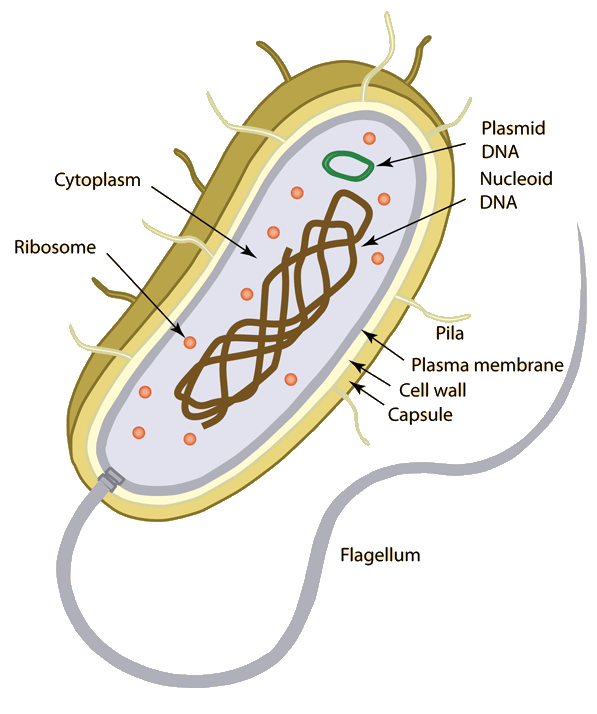 Plasmid
DNA
Cytoplasm
Nucleoid
DNA
Ribosome
Pila
Plasma membrane
Cell wall
Capsule
Flagellum